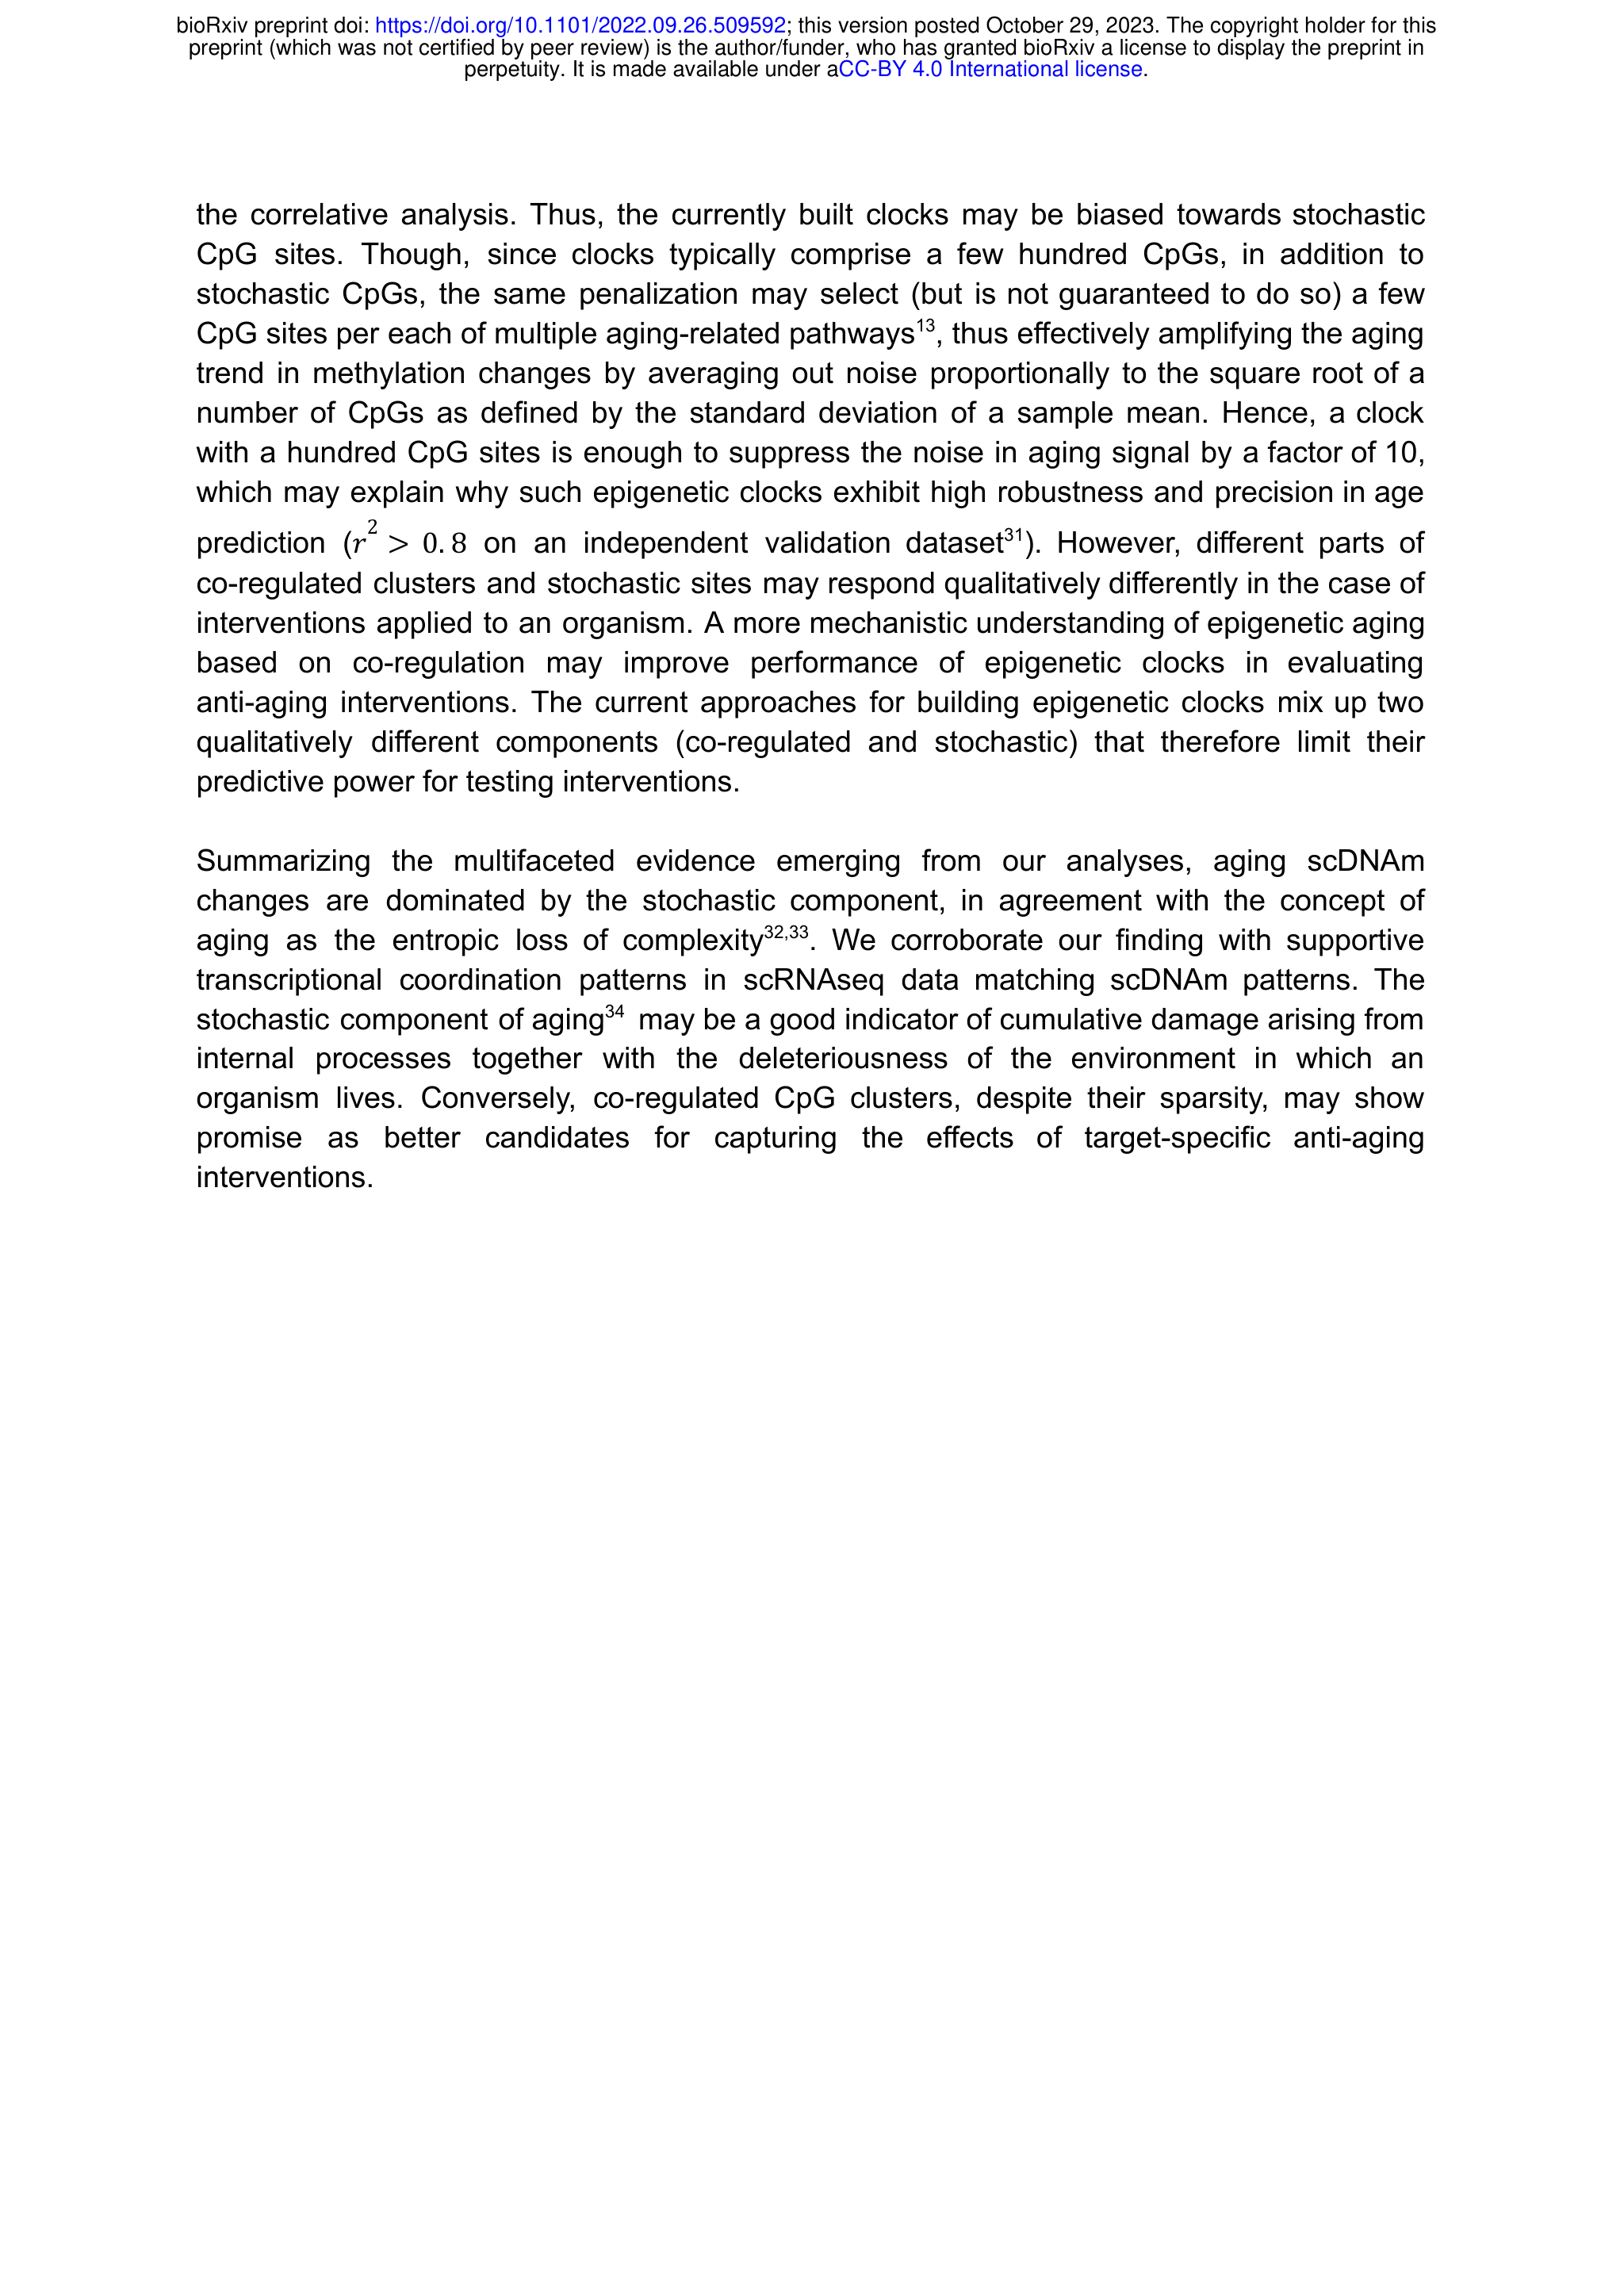 bioRxiv preprint doi: https://doi.org/10.1101/2022.09.26.509592; this version posted October 29, 2023. The copyright holder for this
preprint (which was not certified by peer review) is the author/funder, who has granted bioRxiv a license to display the preprint in
perpetuity. It is made available under aCC-BY 4.0 International license.
the correlative analysis. Thus, the currently built clocks may be biased towards stochastic
CpG sites. Though, since clocks typically comprise a few hundred CpGs, in addition to
stochastic CpGs, the same penalization may select (but is not guaranteed to do so) a few
CpG sites per each of multiple aging-related pathways¹³, thus effectively amplifying the aging
trend in methylation changes by averaging out noise proportionally to the square root of a
number of CpGs as defined by the standard deviation of a sample mean. Hence, a clock
with a hundred CpG sites is enough to suppress the noise in aging signal by a factor of 10,
which may explain why such epigenetic clocks exhibit high robustness and precision in age
prediction (r² > 0.8 on an independent validation dataset³¹). However, different parts of
co-regulated clusters and stochastic sites may respond qualitatively differently in the case of
interventions applied to an organism. A more mechanistic understanding of epigenetic aging
based on co-regulation may improve performance of epigenetic clocks in evaluating
anti-aging interventions. The current approaches for building epigenetic clocks mix up two
qualitatively different components (co-regulated and stochastic) that therefore limit their
predictive power for testing interventions.
Summarizing the multifaceted evidence emerging from our analyses, aging scDNAm
changes are dominated by the stochastic component, in agreement with the concept of
aging as the entropic loss of complexity³²,³³. We corroborate our finding with supportive
transcriptional coordination patterns in scRNAseq data matching scDNAm patterns. The
stochastic component of aging³⁴ may be a good indicator of cumulative damage arising from
internal processes together with the deleteriousness of the environment in which an
organism lives. Conversely, co-regulated CpG clusters, despite their sparsity, may show
promise as better candidates for capturing the effects of target-specific anti-aging
interventions.